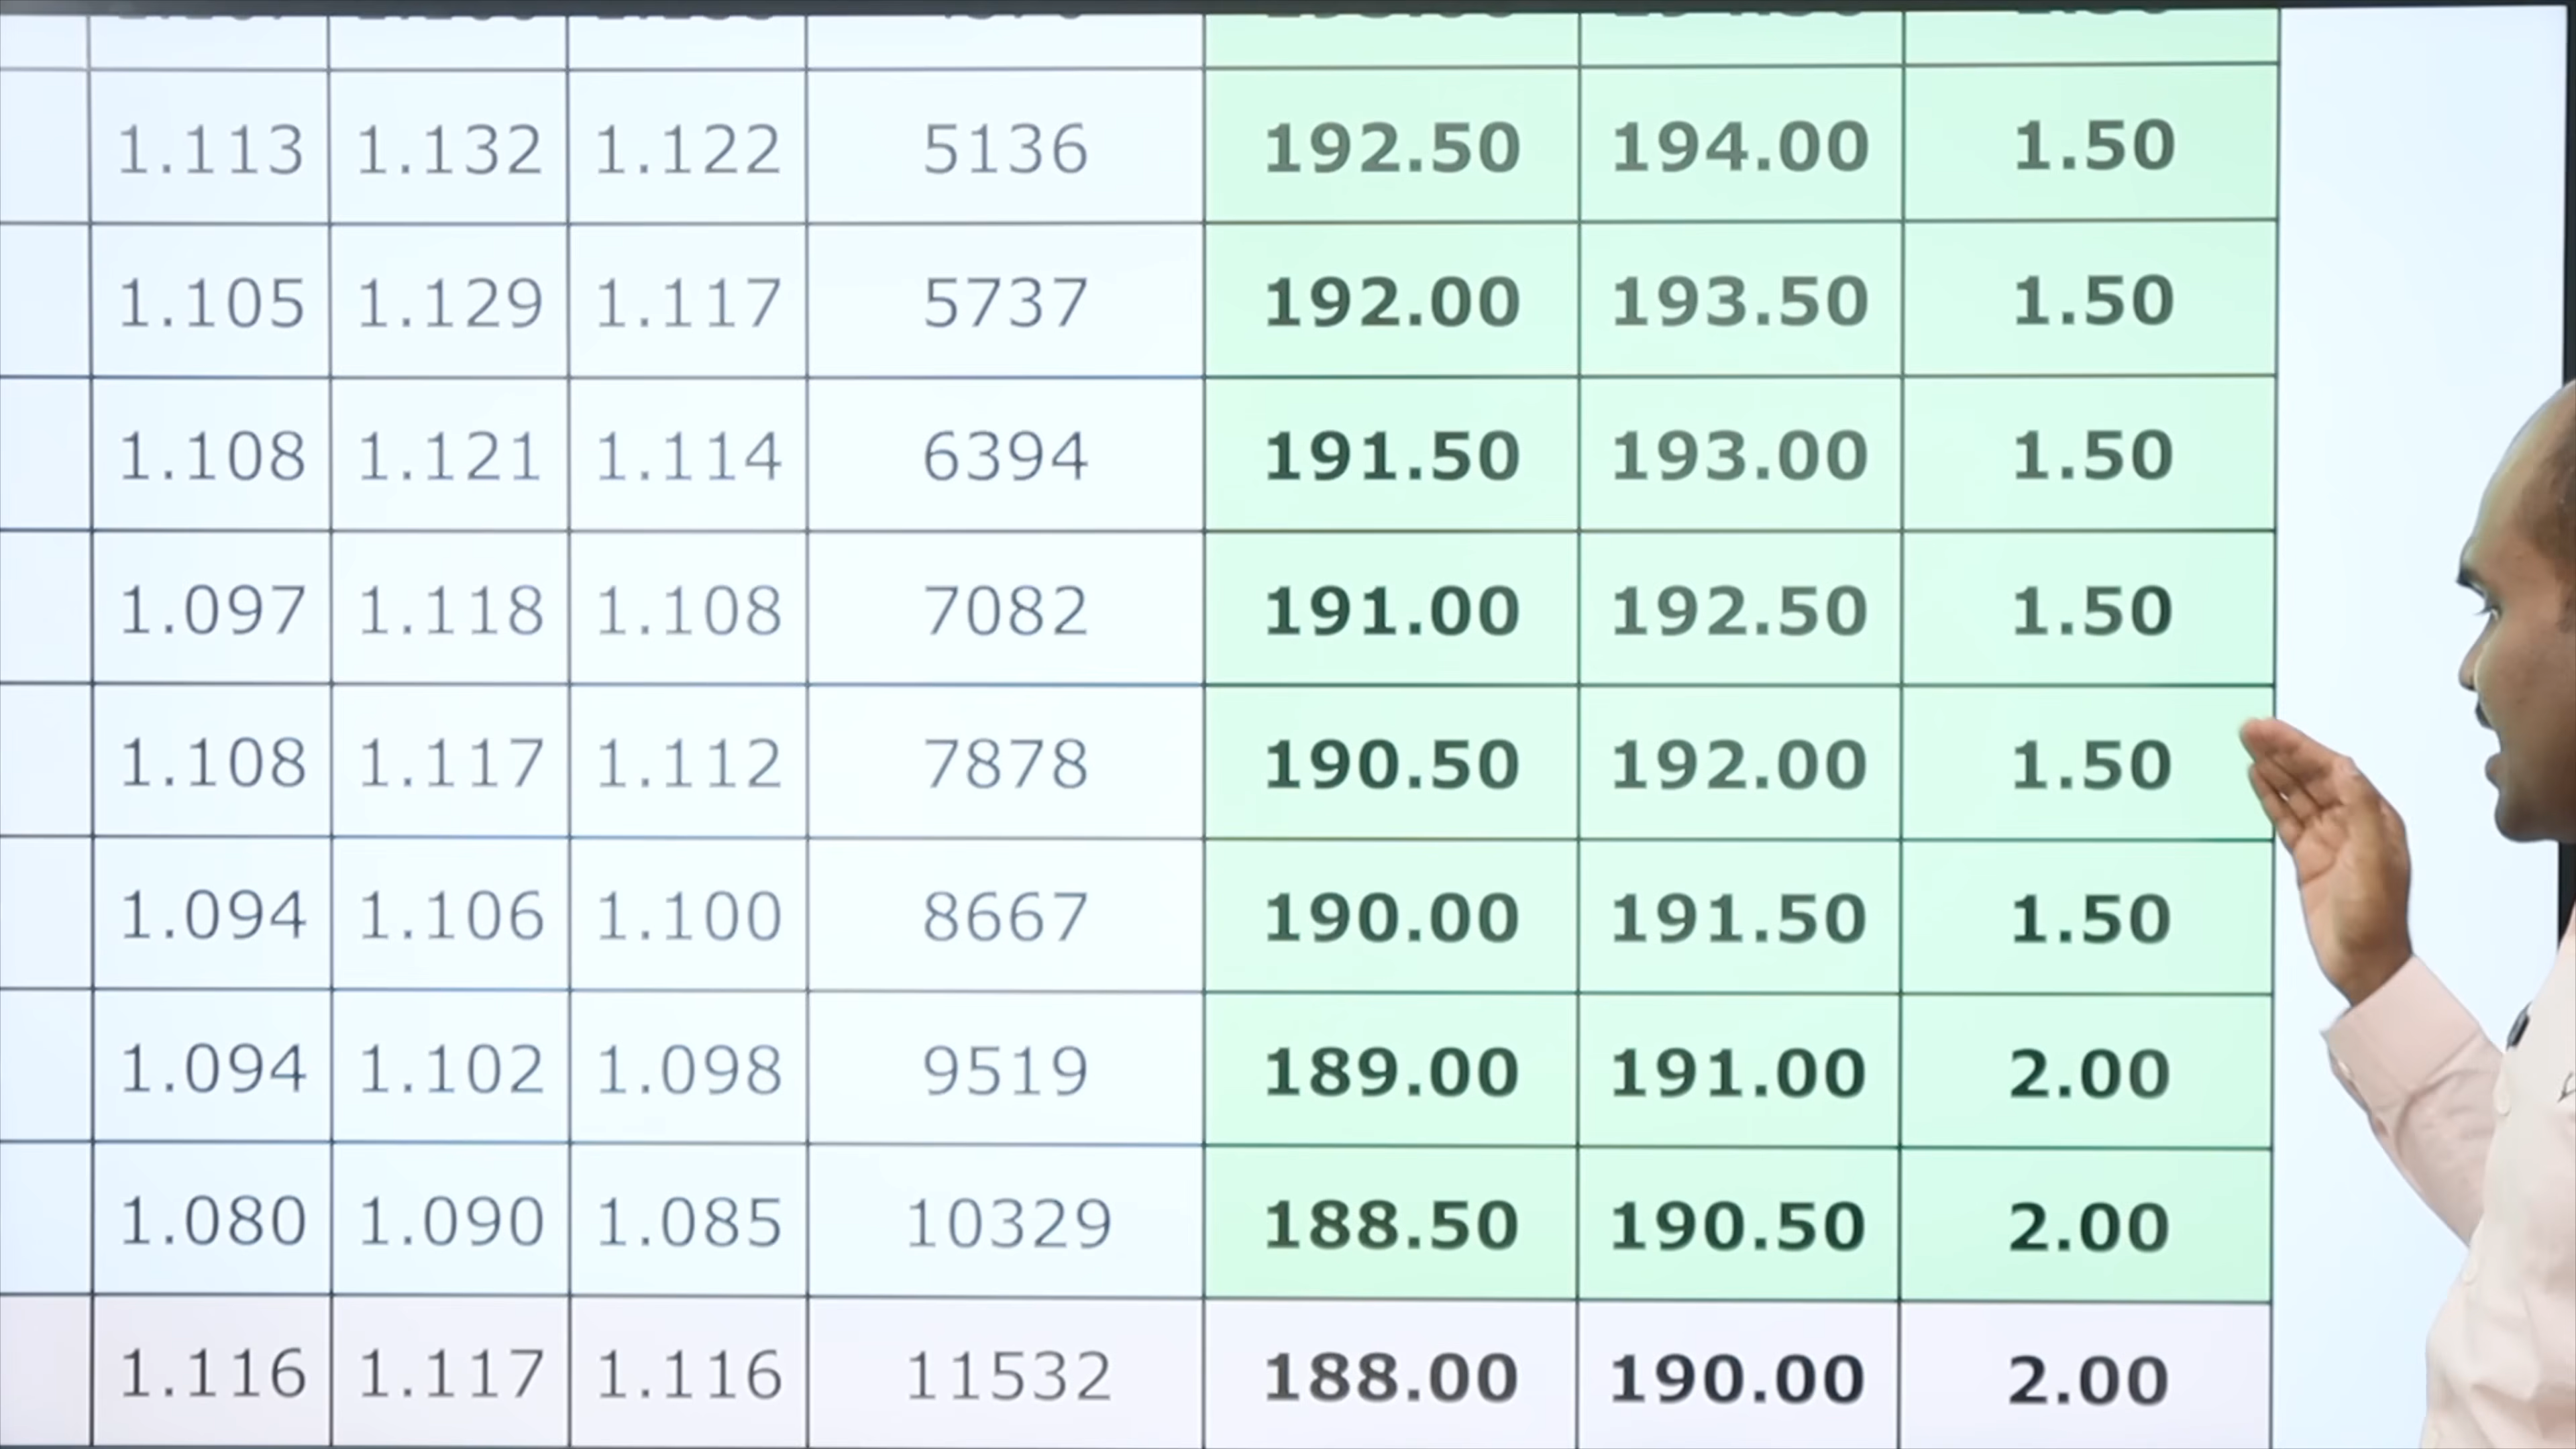 1.113 1.132 1.122 5136 192.50 194.00 1.50
1.105 1.129 1.117 5737 192.00 193.50 1.50
1.108 1.121 1.114 6394 191.50 193.00 1.50
1.097 1.118 1.108 7082 191.00 192.50 1.50
1.108 1.117 1.112 7878 190.50 192.00 1.50
1.094 1.106 1.100 8667 190.00 191.50 1.50
1.094 1.102 1.098 9519 189.00 191.00 2.00
1.080 1.090 1.085 10329 188.50 190.50 2.00
1.116 1.117 1.116 11532 188.00 190.00 2.00